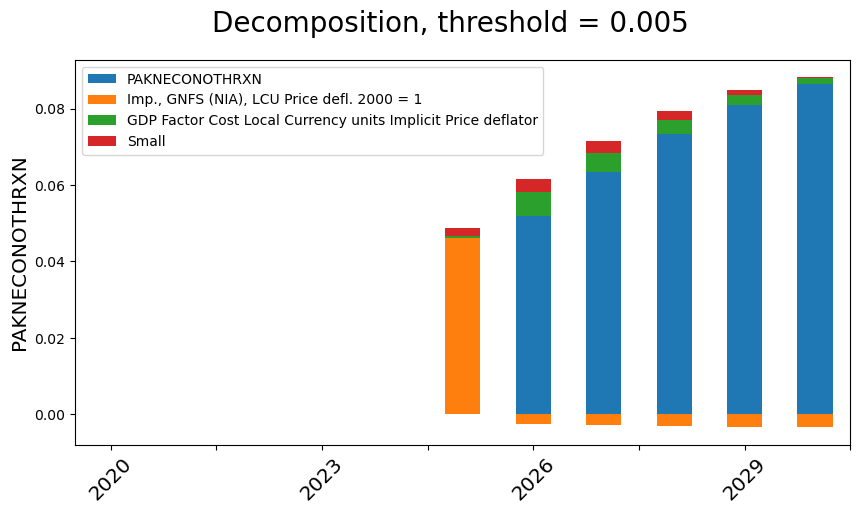 Decomposition, threshold = 0.005
PAKNECONOTHRXN
Imp., GNFS (NIA), LCU Price defl. 2000 = 1
GDP Factor Cost Local Currency units Implicit Price deflator
Small
PAKNECONOTHRXN
0.08
0.06
0.04
0.02
0.00
2020
2023
2026
2029